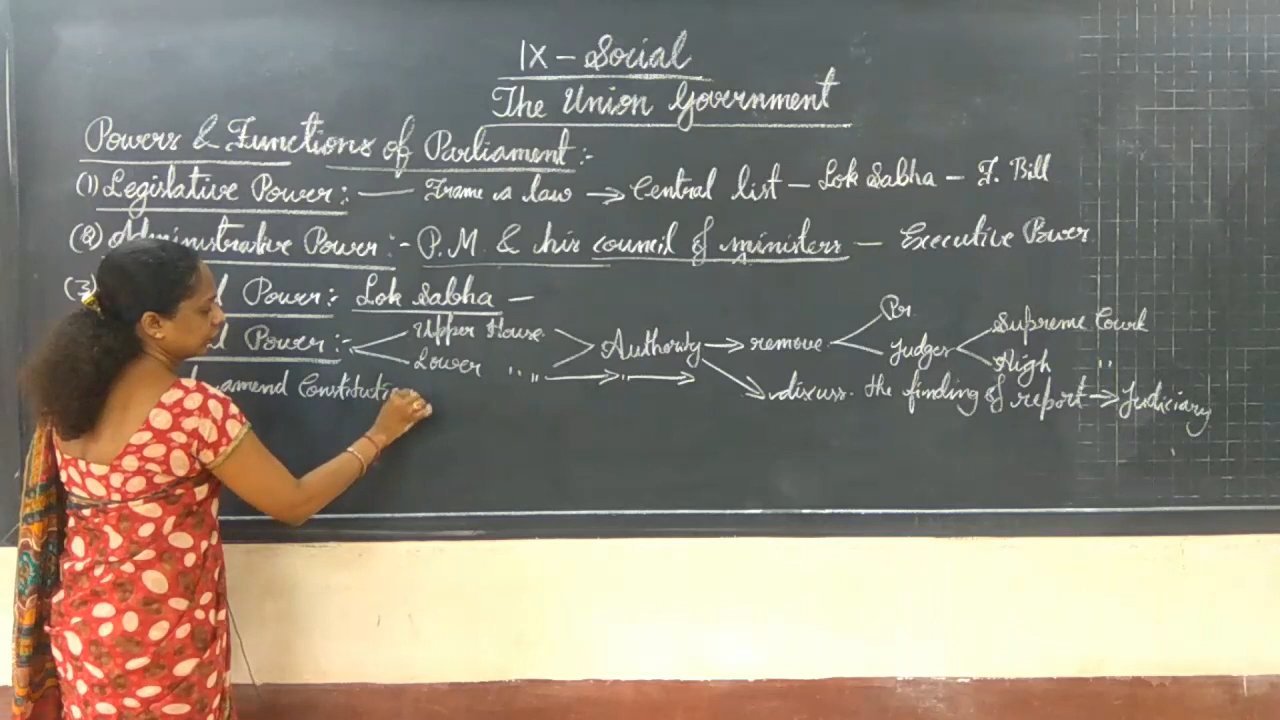 IX - Social
The Union Government
Powers & Functions of Parliament:-
(1) Legislative Power: — Frame a law → Central list - Lok Sabha - F. Bill
(2) Administrative Power:- P.M. & his council of ministers — Executive Power
(3) Power: Lok Sabha -
Power:- Upper House Authority → remove Pr. Judges Supreme Court
Lower " " High "
discuss the finding of report → Judiciary
amend Constituti